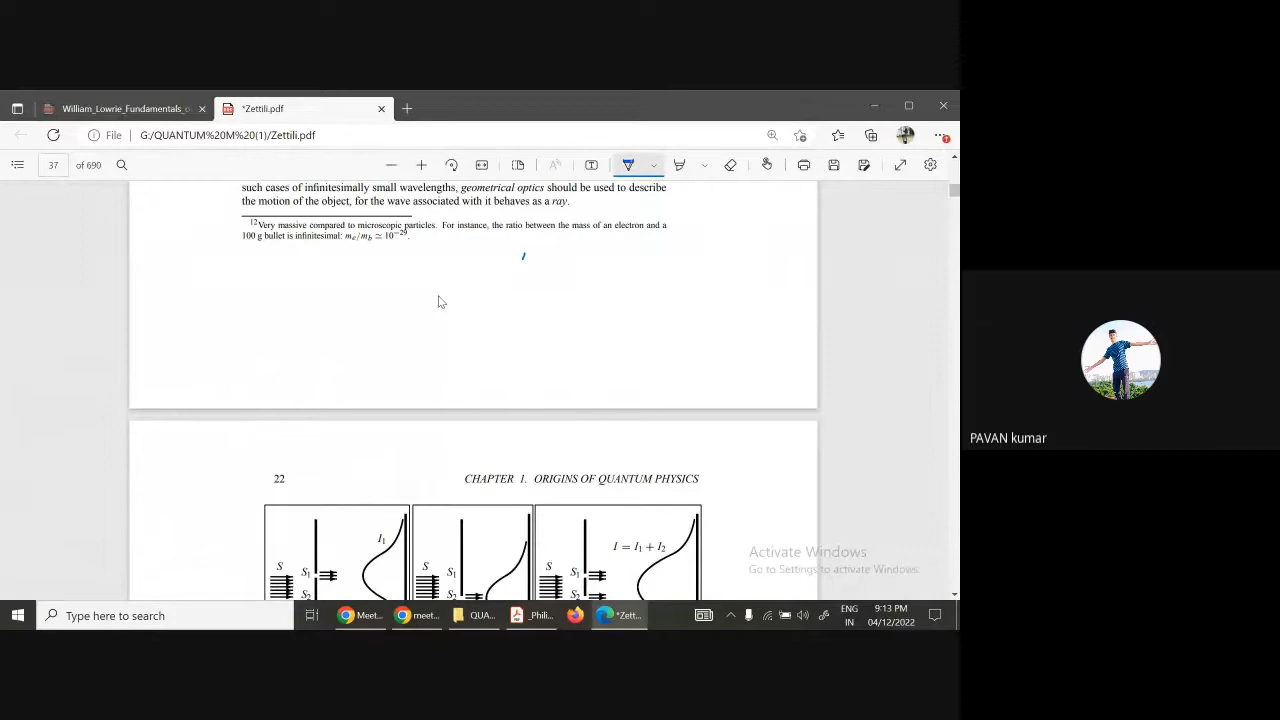 William_Lowrie_Fundamentals_o
*Zettili.pdf
File
G:/QUANTUM%20M%20(1)/Zettili.pdf
37 of 690
such cases of infinitesimally small wavelengths, geometrical optics should be used to describe
the motion of the object, for the wave associated with it behaves as a ray.
12Very massive compared to microscopic particles. For instance, the ratio between the mass of an electron and a
100 g bullet is infinitesimal: me/mb ≃ 10−29.
22 CHAPTER 1. ORIGINS OF QUANTUM PHYSICS
I1
I = I1 + I2
S S S
S1 S1 S1
S2 S2 S2
Activate Windows
Go to Settings to activate Windows.
PAVAN kumar
Type here to search
Meet...
meet...
QUA...
_Phili...
*Zett...
ENG
IN
9:13 PM
04/12/2022